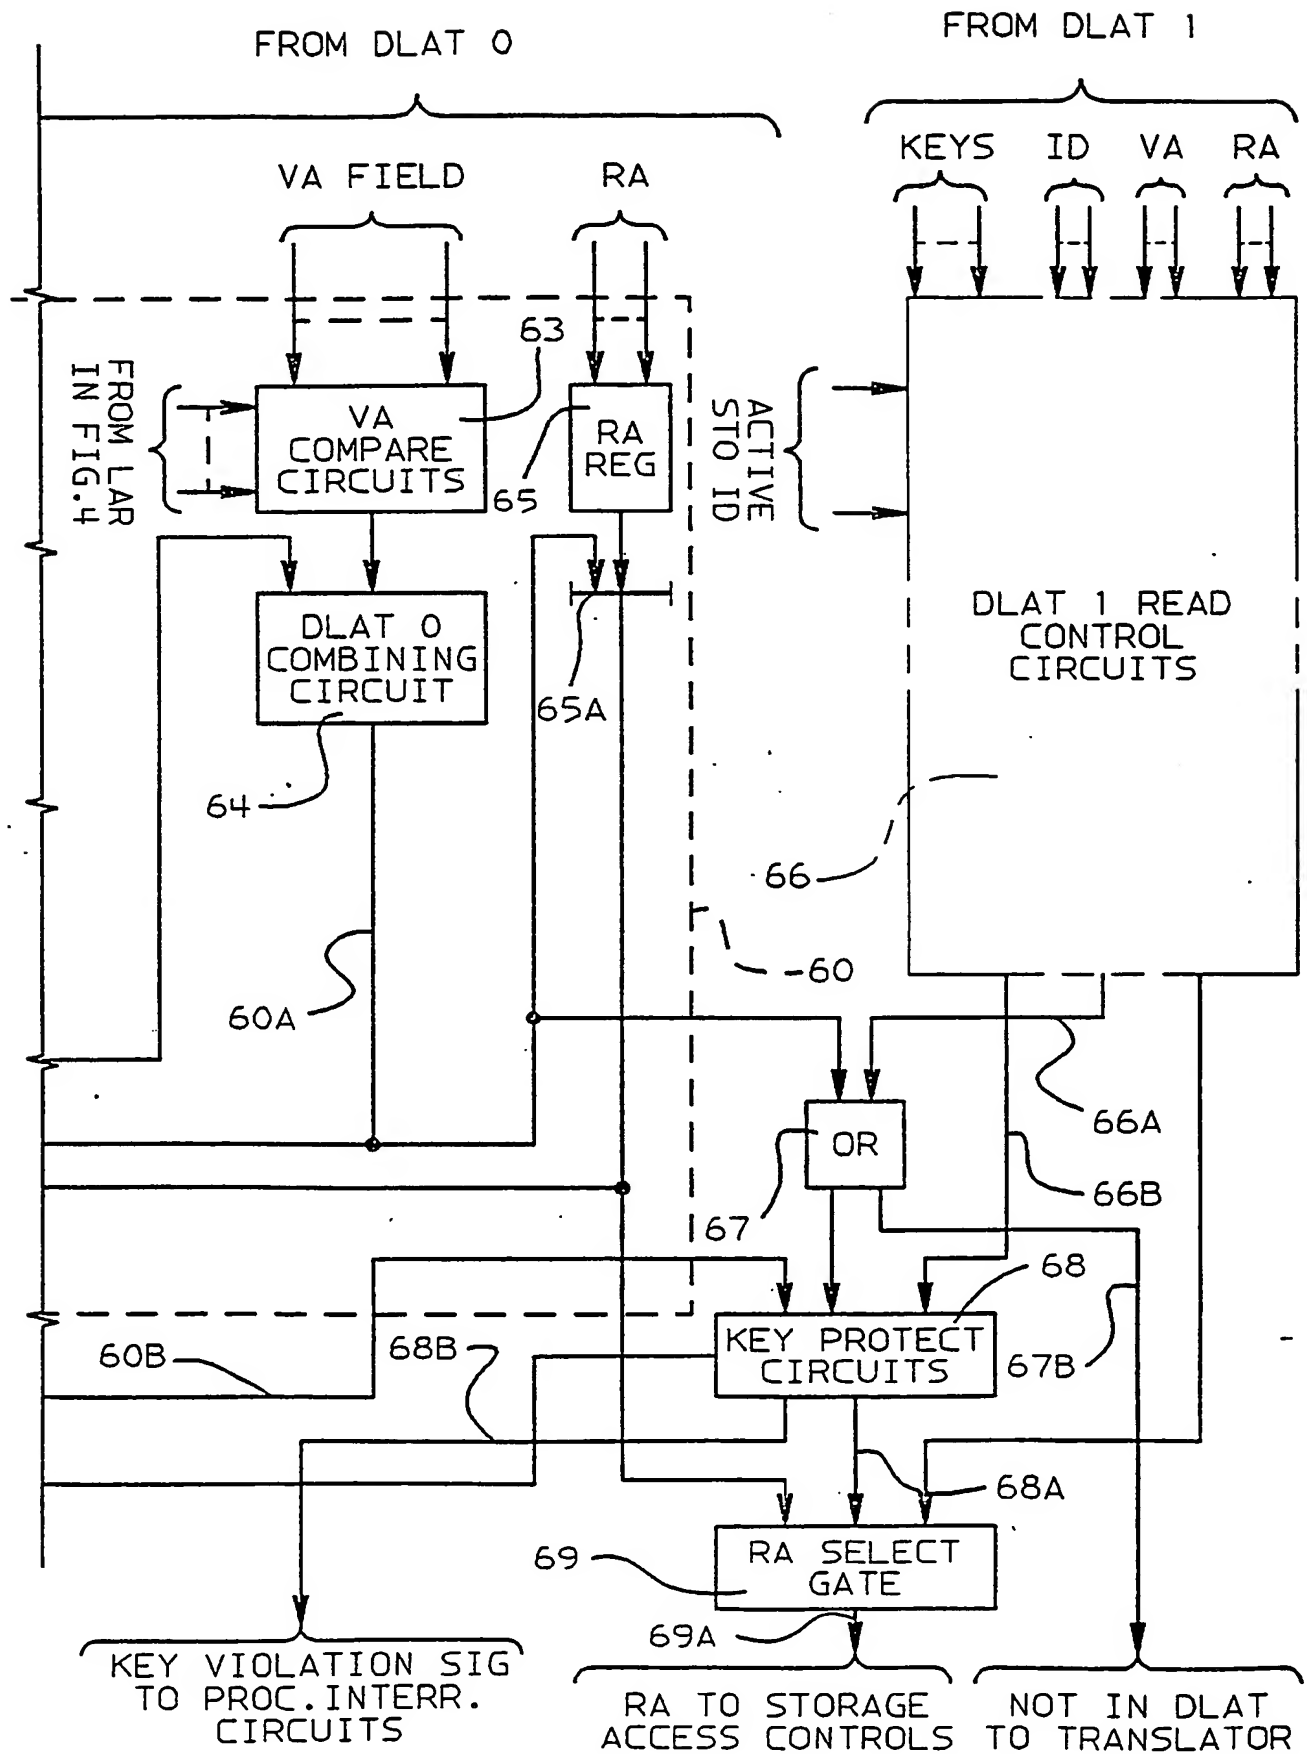 FROM DLAT 0
FROM DLAT 1
KEYS
ID
VA
RA
VA FIELD
RA
63
FROM LAR
IN FIG.4
VA
COMPARE
CIRCUITS
65
RA
REG
ACTIVE
STO ID
DLAT 0
COMBINING
CIRCUIT
65A
DLAT 1 READ
CONTROL
CIRCUITS
64
66
60
60A
66A
OR
66B
67
68
60B
68B
KEY PROTECT
CIRCUITS
67B
68A
69
RA SELECT
GATE
69A
KEY VIOLATION SIG
TO PROC.INTERR.
CIRCUITS
RA TO STORAGE
ACCESS CONTROLS
NOT IN DLAT
TO TRANSLATOR